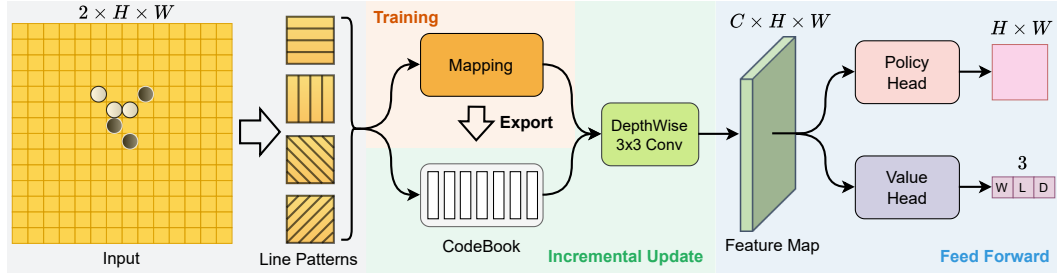 2 × H × W
Input
Line Patterns
Training
Mapping
Export
CodeBook
DepthWise
3x3 Conv
Incremental Update
C × H × W
Feature Map
Policy
Head
H × W
Value
Head
3
W L D
Feed Forward